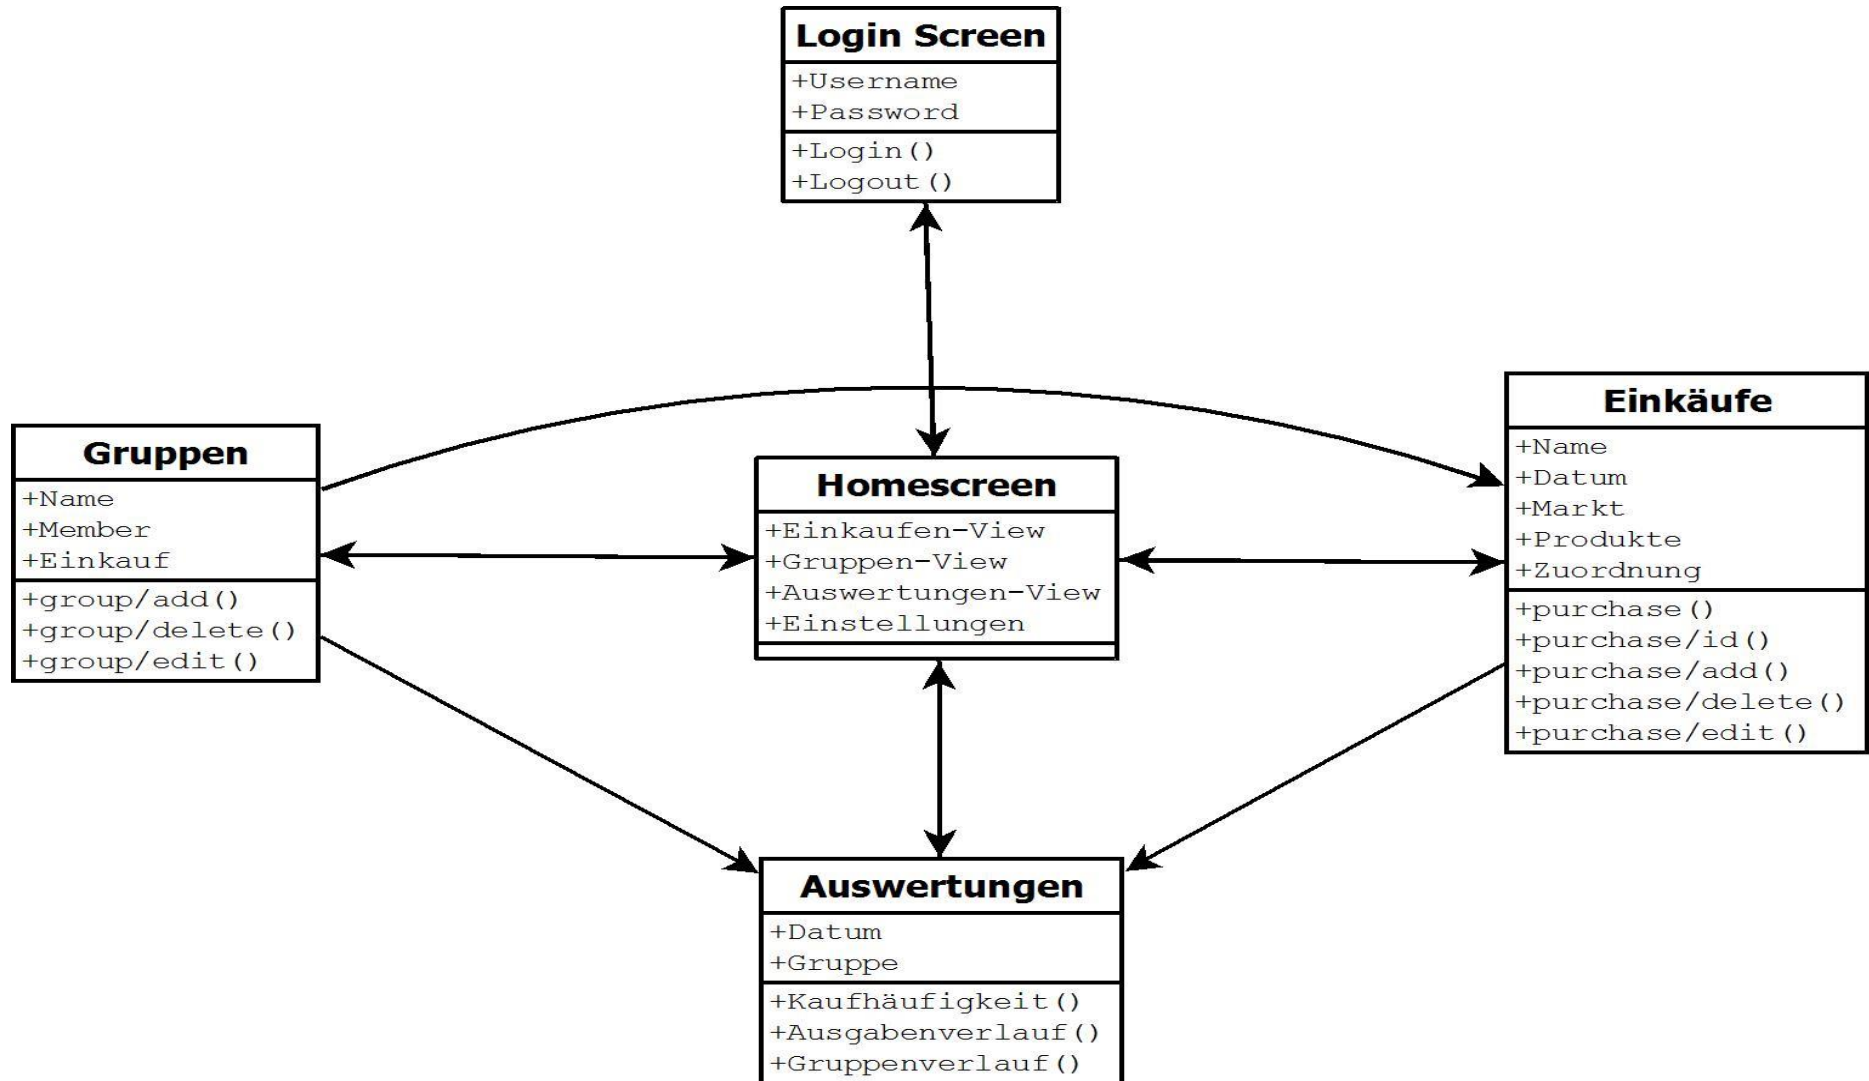 Login Screen
+Username
+Password
+Login()
+Logout()
Gruppen
+Name
+Member
+Einkauf
+group/add()
+group/delete()
+group/edit()
Homescreen
+Einkaufen-View
+Gruppen-View
+Auswertungen-View
+Einstellungen
Einkäufe
+Name
+Datum
+Markt
+Produkte
+Zuordnung
+purchase()
+purchase/id()
+purchase/add()
+purchase/delete()
+purchase/edit()
Auswertungen
+Datum
+Gruppe
+Kaufhäufigkeit()
+Ausgabenverlauf()
+Gruppenverlauf()